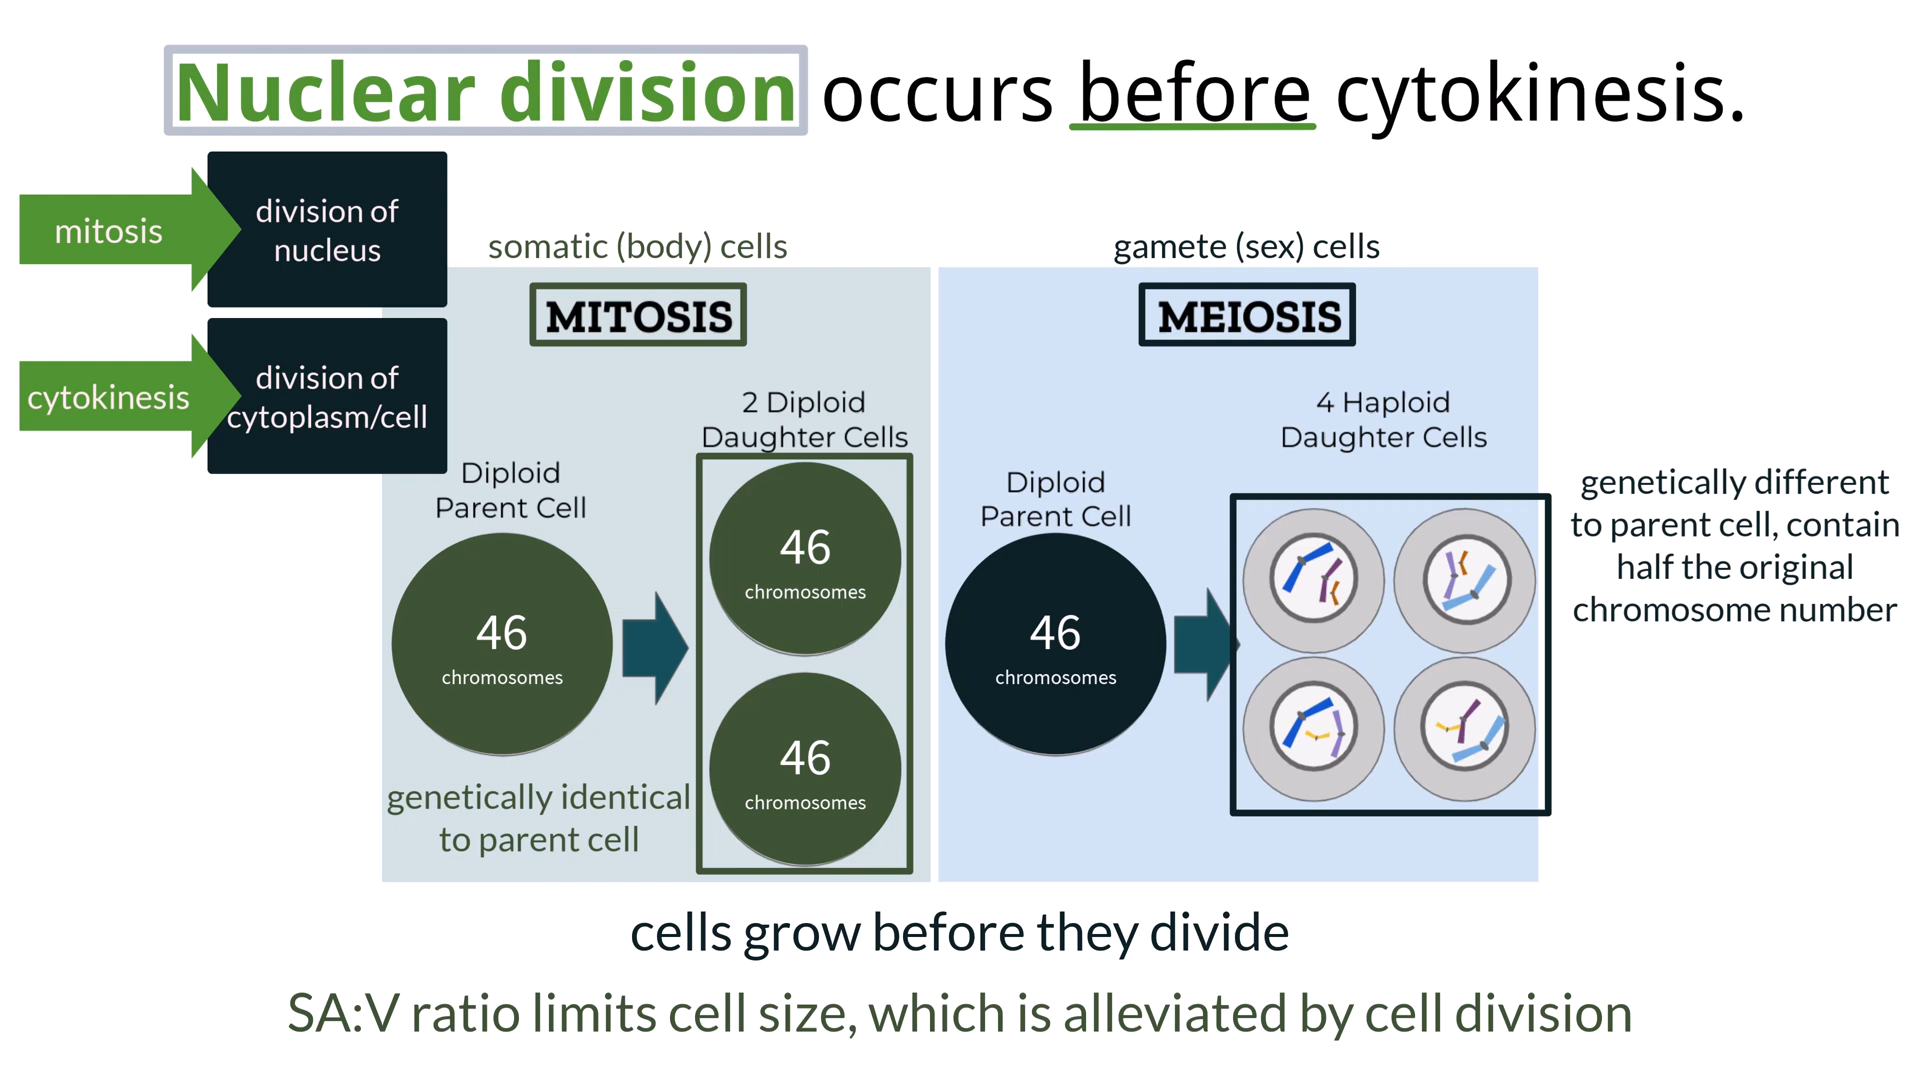 Nuclear division occurs before cytokinesis.
mitosis
division of
nucleus
cytokinesis
division of
cytoplasm/cell
somatic (body) cells
MITOSIS
Diploid
Parent Cell
46
chromosomes
2 Diploid
Daughter Cells
46
chromosomes
46
chromosomes
genetically identical
to parent cell
gamete (sex) cells
MEIOSIS
Diploid
Parent Cell
46
chromosomes
4 Haploid
Daughter Cells
genetically different
to parent cell, contain
half the original
chromosome number
cells grow before they divide
SA:V ratio limits cell size, which is alleviated by cell division